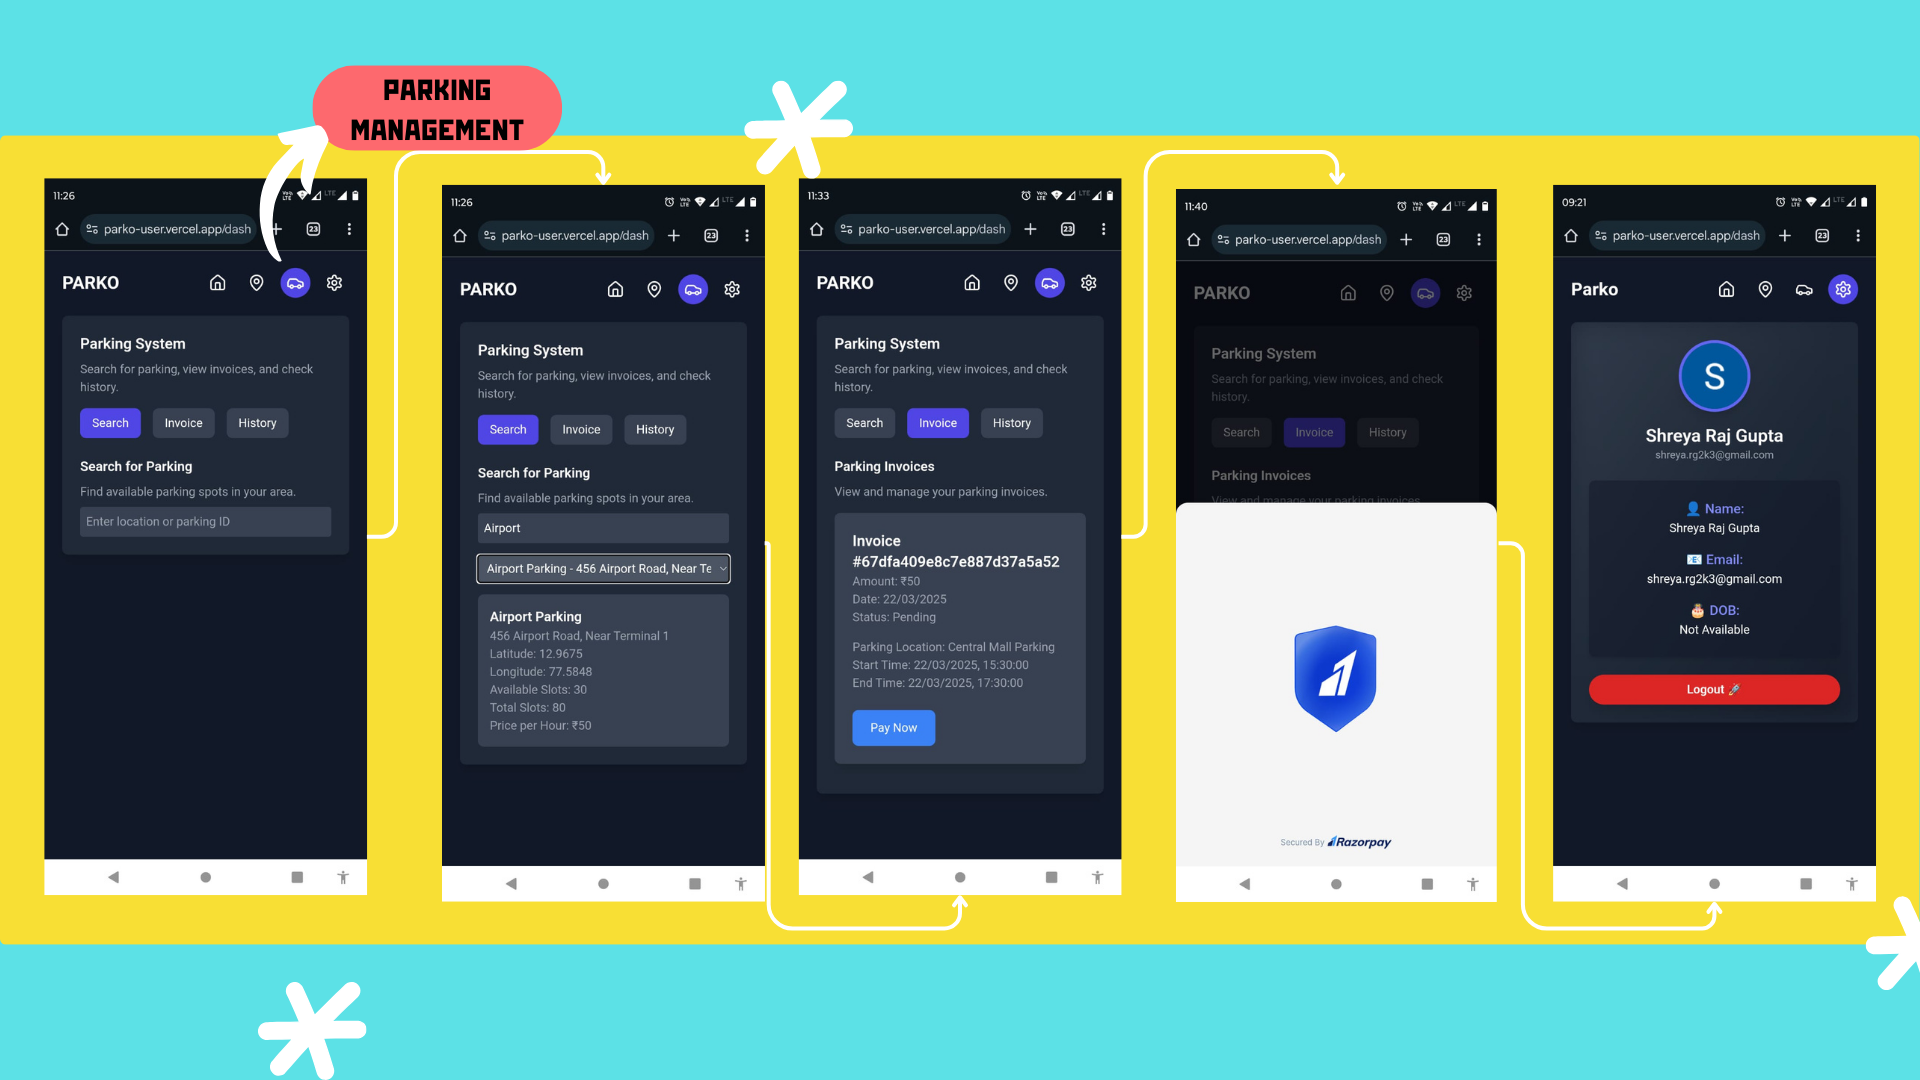 PARKING
MANAGEMENT
11:26
LTE
parko-user.vercel.app/dash
23
PARKO
Parking System
Search for parking, view invoices, and check
history.
Search
Invoice
History
Search for Parking
Find available parking spots in your area.
Enter location or parking ID
11:26
LTE
parko-user.vercel.app/dash
23
PARKO
Parking System
Search for parking, view invoices, and check
history.
Search
Invoice
History
Search for Parking
Find available parking spots in your area.
Airport
Airport Parking - 456 Airport Road, Near Te
Airport Parking
456 Airport Road, Near Terminal 1
Latitude: 12.9675
Longitude: 77.5848
Available Slots: 30
Total Slots: 80
Price per Hour: ₹50
11:33
LTE
parko-user.vercel.app/dash
23
PARKO
Parking System
Search for parking, view invoices, and check
history.
Search
Invoice
History
Parking Invoices
View and manage your parking invoices.
Invoice
#67dfa409e8c7e887d37a5a52
Amount: ₹50
Date: 22/03/2025
Status: Pending
Parking Location: Central Mall Parking
Start Time: 22/03/2025, 15:30:00
End Time: 22/03/2025, 17:30:00
Pay Now
11:40
LTE
parko-user.vercel.app/dash
23
PARKO
Parking System
Search for parking, view invoices, and check
history.
Search
Invoice
History
Parking Invoices
View and manage your parking invoices.
Secured By Razorpay
09:21
LTE
parko-user.vercel.app/dash
23
Parko
S
Shreya Raj Gupta
shreya.rg2k3@gmail.com
Name:
Shreya Raj Gupta
Email:
shreya.rg2k3@gmail.com
DOB:
Not Available
Logout